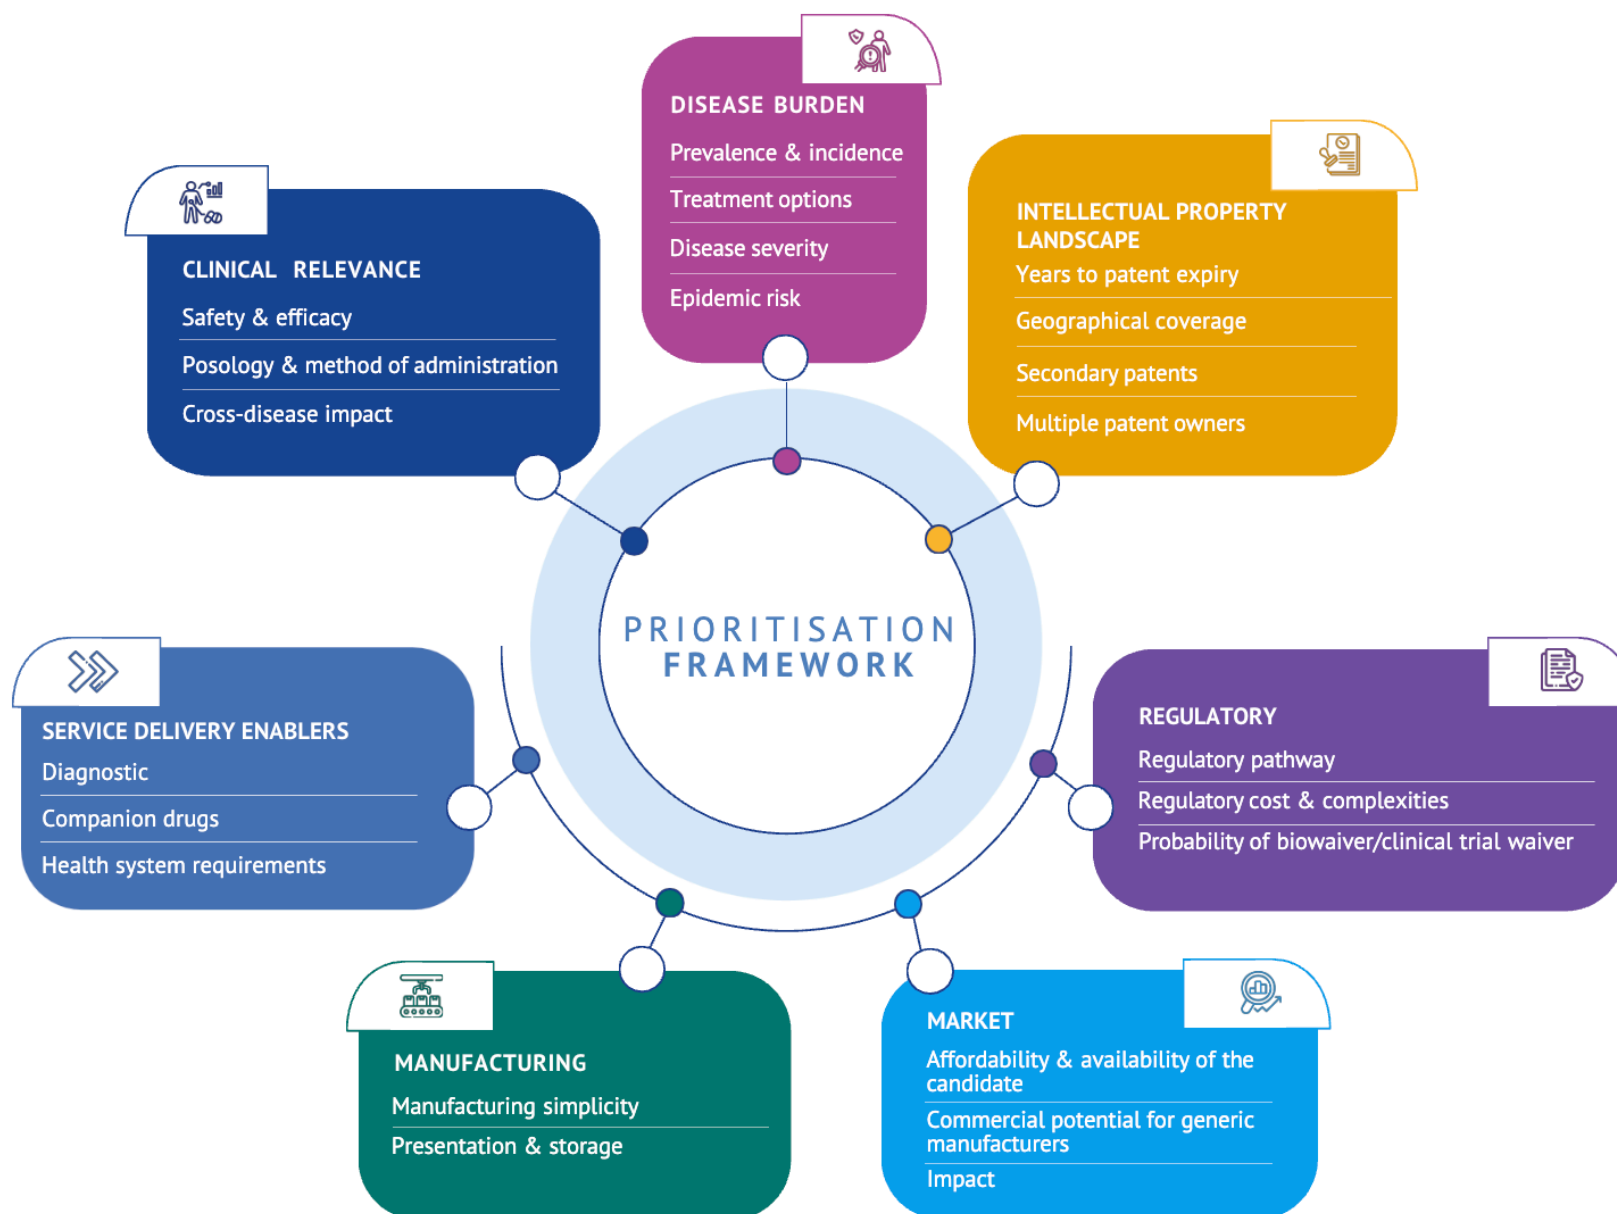 DISEASE BURDEN
Prevalence & incidence
Treatment options
Disease severity
Epidemic risk
INTELLECTUAL PROPERTY
LANDSCAPE
Years to patent expiry
Geographical coverage
Secondary patents
Multiple patent owners
CLINICAL RELEVANCE
Safety & efficacy
Posology & method of administration
Cross-disease impact
PRIORITISATION
FRAMEWORK
SERVICE DELIVERY ENABLERS
Diagnostic
Companion drugs
Health system requirements
REGULATORY
Regulatory pathway
Regulatory cost & complexities
Probability of biowaiver/clinical trial waiver
MANUFACTURING
Manufacturing simplicity
Presentation & storage
MARKET
Affordability & availability of the
candidate
Commercial potential for generic
manufacturers
Impact